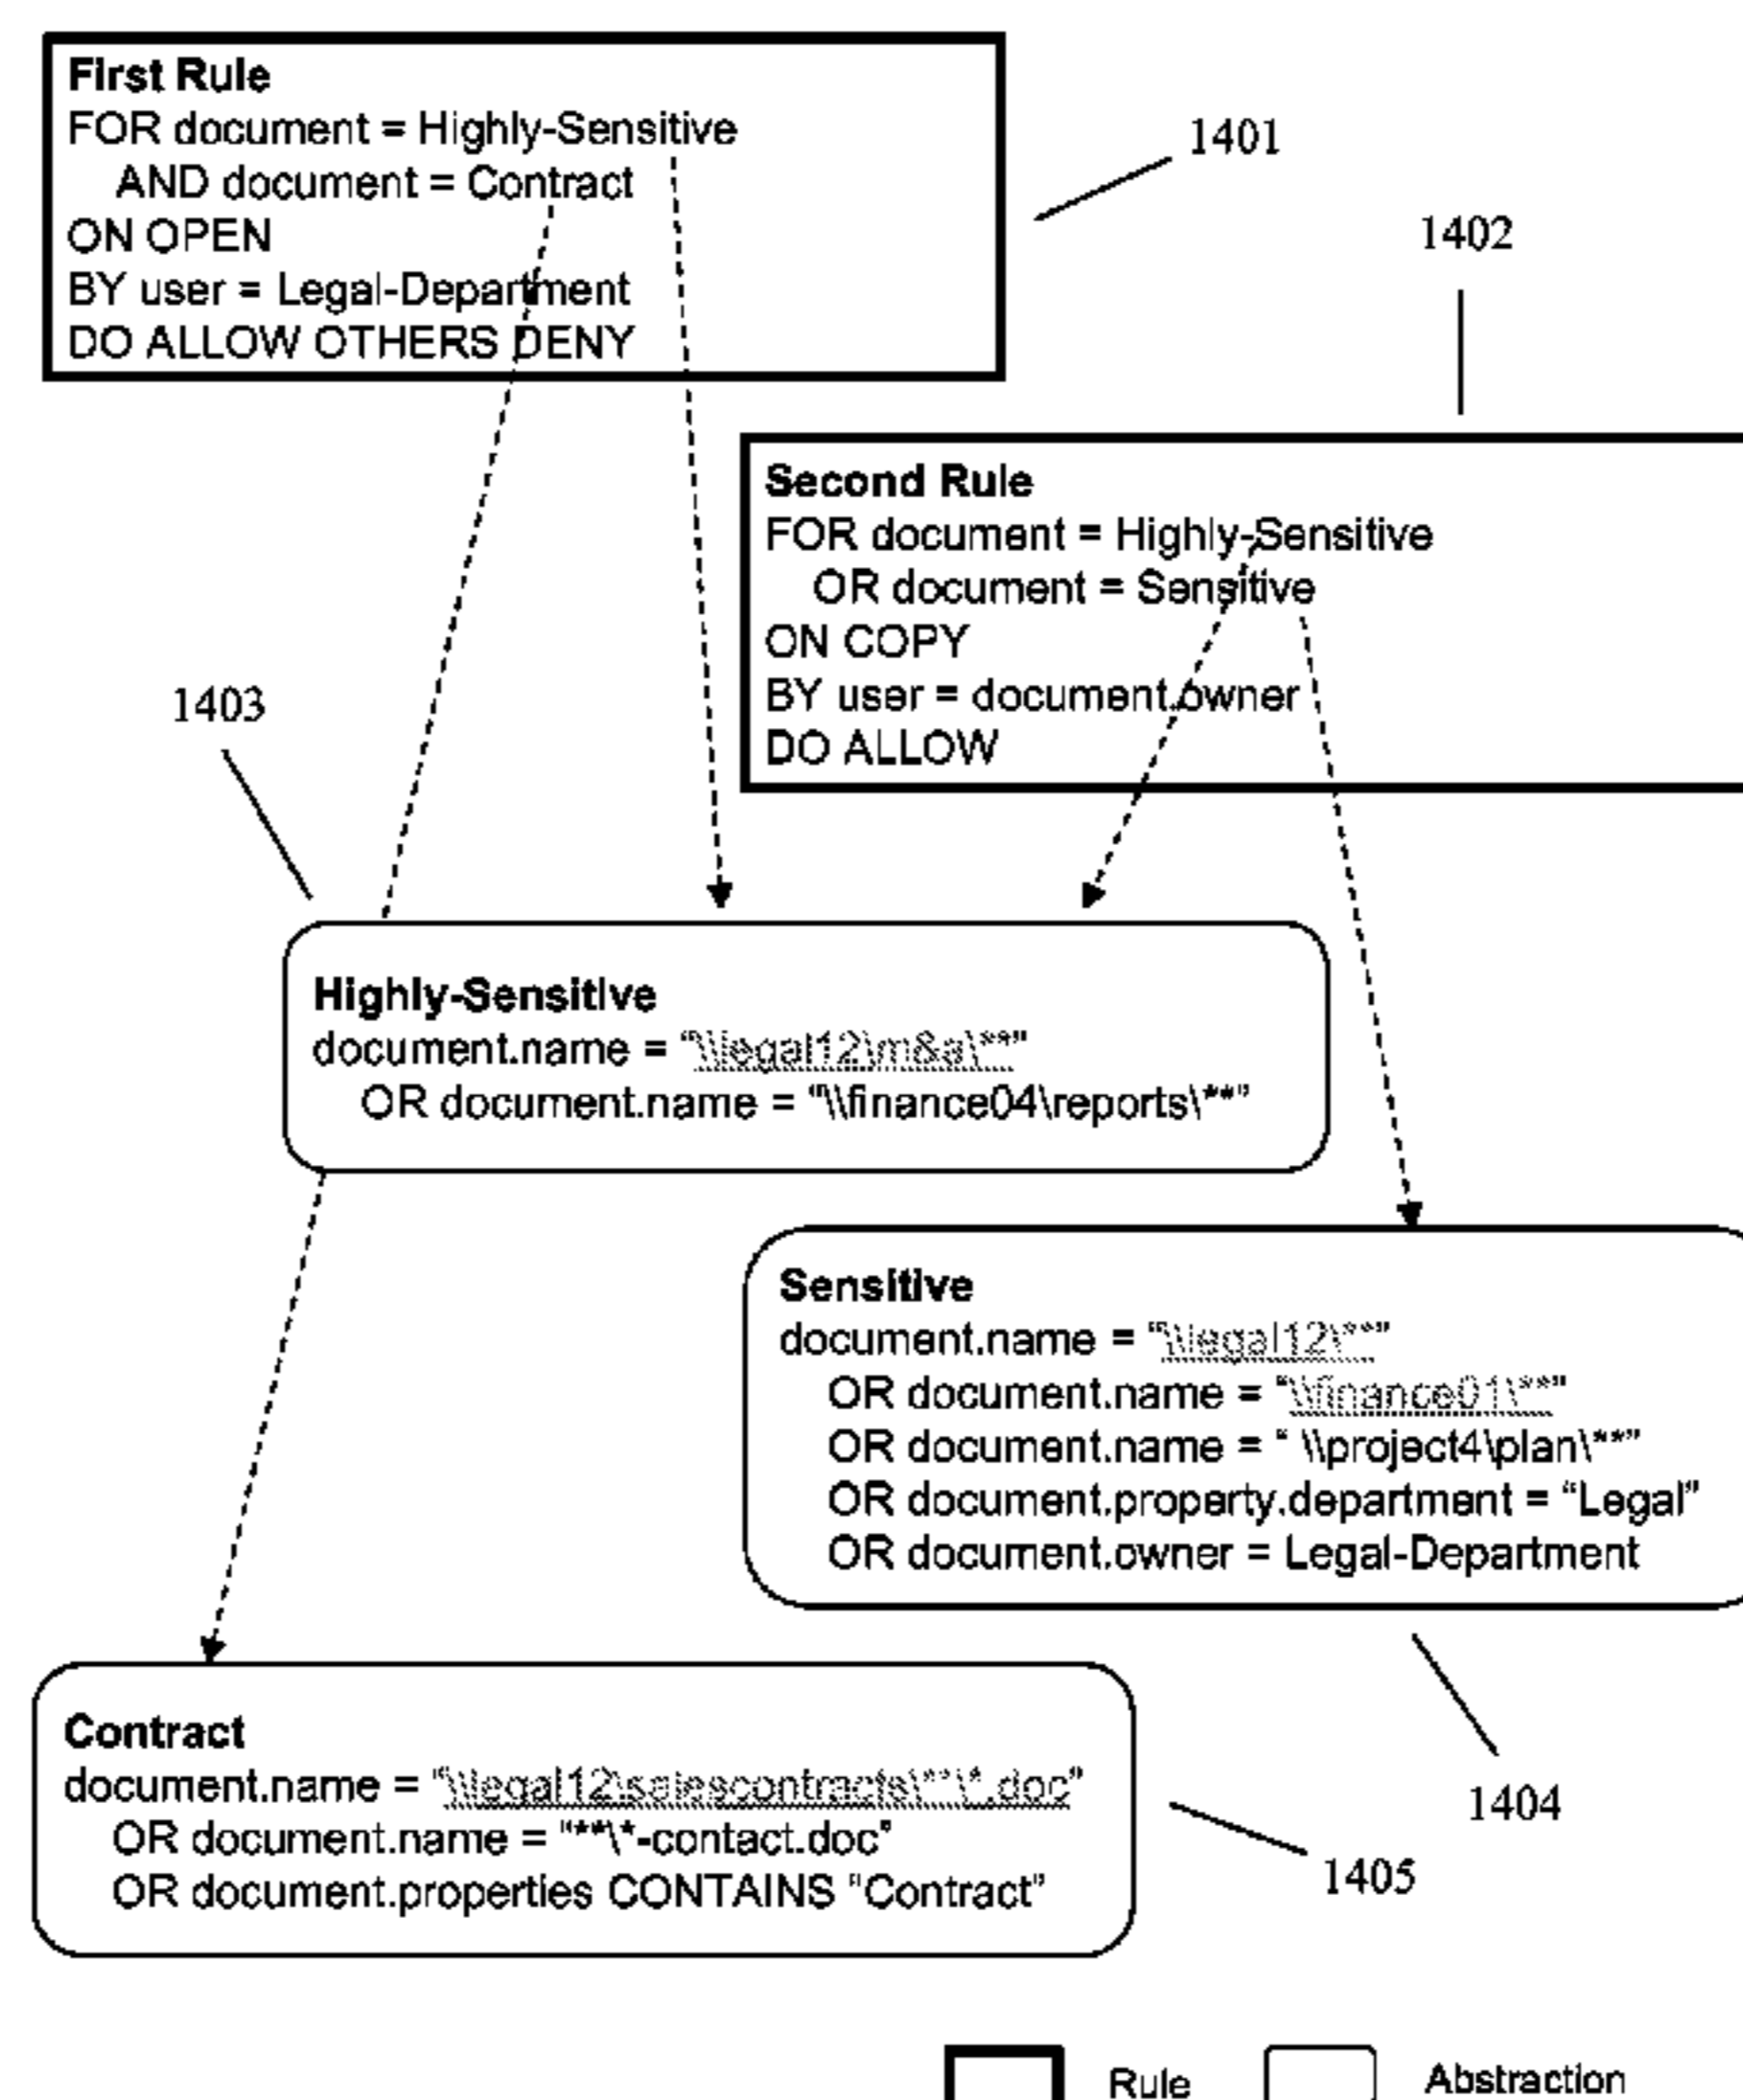 First Rule
FOR document = Highly-Sensitive
AND document = Contract
ON OPEN
BY user = Legal-Department
DO ALLOW OTHERS DENY
1401
1402
Second Rule
FOR document = Highly-Sensitive
OR document = Sensitive
ON COPY
BY user = document.owner
DO ALLOW
1403
Highly-Sensitive
document.name = "\\legal12\m&a\**"
OR document.name = "\\finance04\reports\**"
Sensitive
document.name = "\\legal12\**"
OR document.name = "\\finance01\**"
OR document.name = " \\project4\plan\**"
OR document.property.department = "Legal"
OR document.owner = Legal-Department
1404
Contract
document.name = "\\legal12\salescontracts\**\*.doc"
OR document.name = "**\*-contact.doc"
OR document.properties CONTAINS "Contract"
1405
Rule
Abstraction